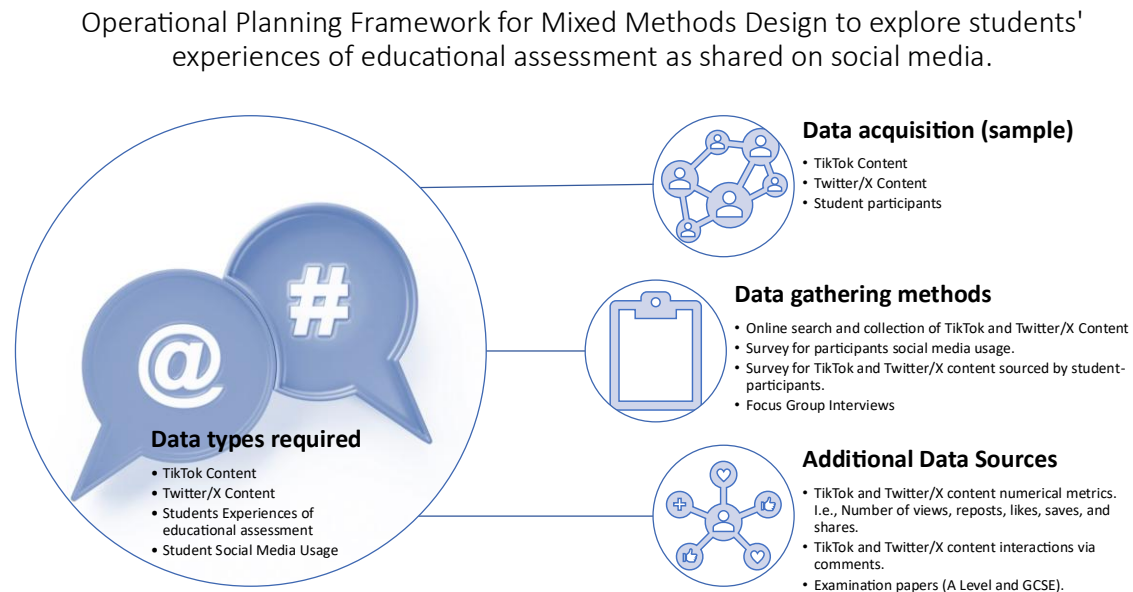 Operational Planning Framework for Mixed Methods Design to explore students'
experiences of educational assessment as shared on social media.
@
#
Data types required
• TikTok Content
• Twitter/X Content
• Students Experiences of
educational assessment
• Student Social Media Usage
Data acquisition (sample)
• TikTok Content
• Twitter/X Content
• Student participants
Data gathering methods
• Online search and collection of TikTok and Twitter/X Content
• Survey for participants social media usage.
• Survey for TikTok and Twitter/X content sourced by student-
participants.
• Focus Group Interviews
Additional Data Sources
• TikTok and Twitter/X content numerical metrics.
I.e., Number of views, reposts, likes, saves, and
shares.
• TikTok and Twitter/X content interactions via
comments.
• Examination papers (A Level and GCSE).